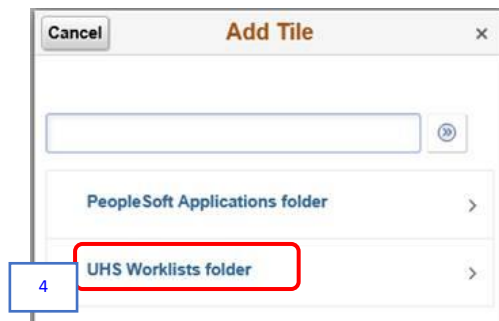 Cancel Add Tile ×
PeopleSoft Applications folder
UHS Worklists folder
4